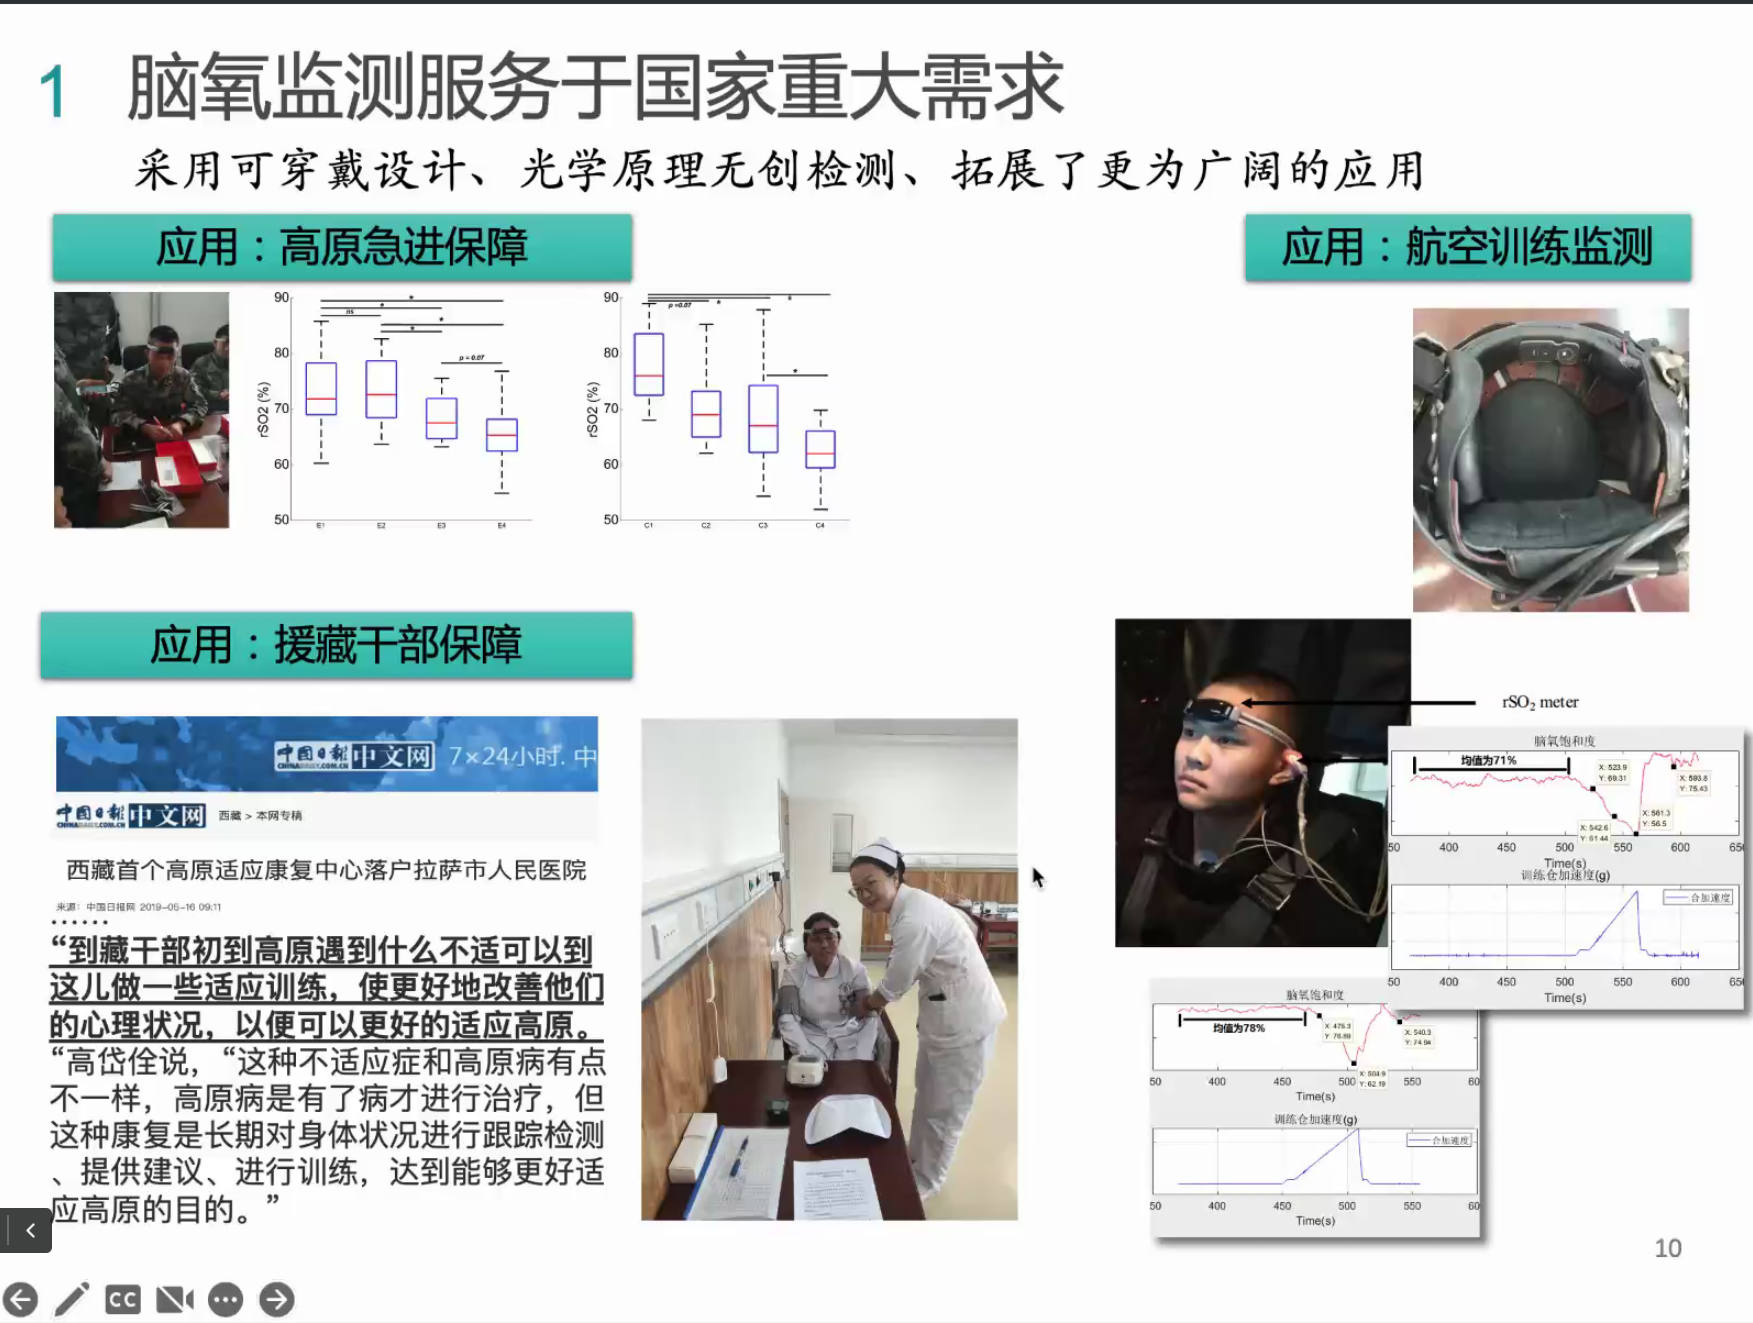 1 脑氧监测服务于国家重大需求
采用可穿戴设计、光学原理无创检测、拓展了更为广阔的应用
应用：高原急进保障
rSO2 (%)
90
80
70
60
50
E1 E2 E3 E4
*
*
ns
*
*
p = 0.07
rSO2 (%)
90
80
70
60
50
C1 C2 C3 C4
*
*
p =0.07
*
应用：航空训练监测
应用：援藏干部保障
中国日报 中文网 7×24小时. 中
CHINADAILY.COM.CN
中国日报 中文网 西藏 > 本网专稿
CHINADAILY.COM.CN
西藏首个高原适应康复中心落户拉萨市人民医院
来源：中国日报网 2019-05-16 09:11
······
“到藏干部初到高原遇到什么不适可以到
这儿做一些适应训练，使更好地改善他们
的心理状况，以便可以更好的适应高原。
“高岱佺说，“这种不适应症和高原病有点
不一样，高原病是有了病才进行治疗，但
这种康复是长期对身体状况进行跟踪检测
、提供建议、进行训练，达到能够更好适
应高原的目的。”
rSO2 meter
脑氧饱和度
均值为71%
X: 523.9
Y: 69.31
X: 593.8
Y: 75.43
X: 561.3
Y: 56.5
X: 542.6
Y: 61.44
50 400 450 500 550 600 650
Time(s)
训练仓加速度(g)
合加速度
50 400 450 500 550 600 650
Time(s)
脑氧饱和度
均值为78%
X: 475.3
Y: 76.89
X: 540.3
Y: 74.94
X: 504.9
Y: 62.19
50 400 450 500 550 60
Time(s)
训练仓加速度(g)
合加速度
50 400 450 500 550 60
Time(s)
10
CC